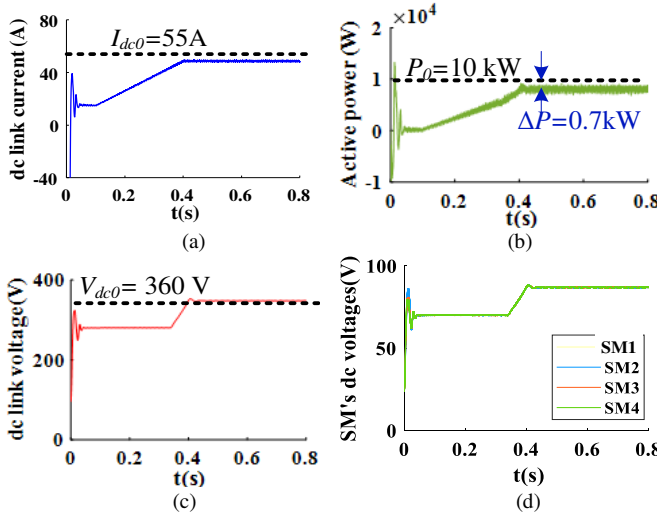 dc link current (A)
80
40
0
-40
I_dc0=55A
0 0.2 0.4 0.6 0.8
t(s)
(a)
Active power (W)
×10⁴
2
1
0
-1
P_0=10 kW
ΔP=0.7kW
0 0.2 0.4 0.6 0.8
t(s)
(b)
dc link voltage(V)
400
200
0
V_dc0= 360 V
0 0.2 0.4 0.6 0.8
t(s)
(c)
SM's dc voltages(V)
100
50
0
SM1
SM2
SM3
SM4
0 0.2 0.4 0.6 0.8
t(s)
(d)